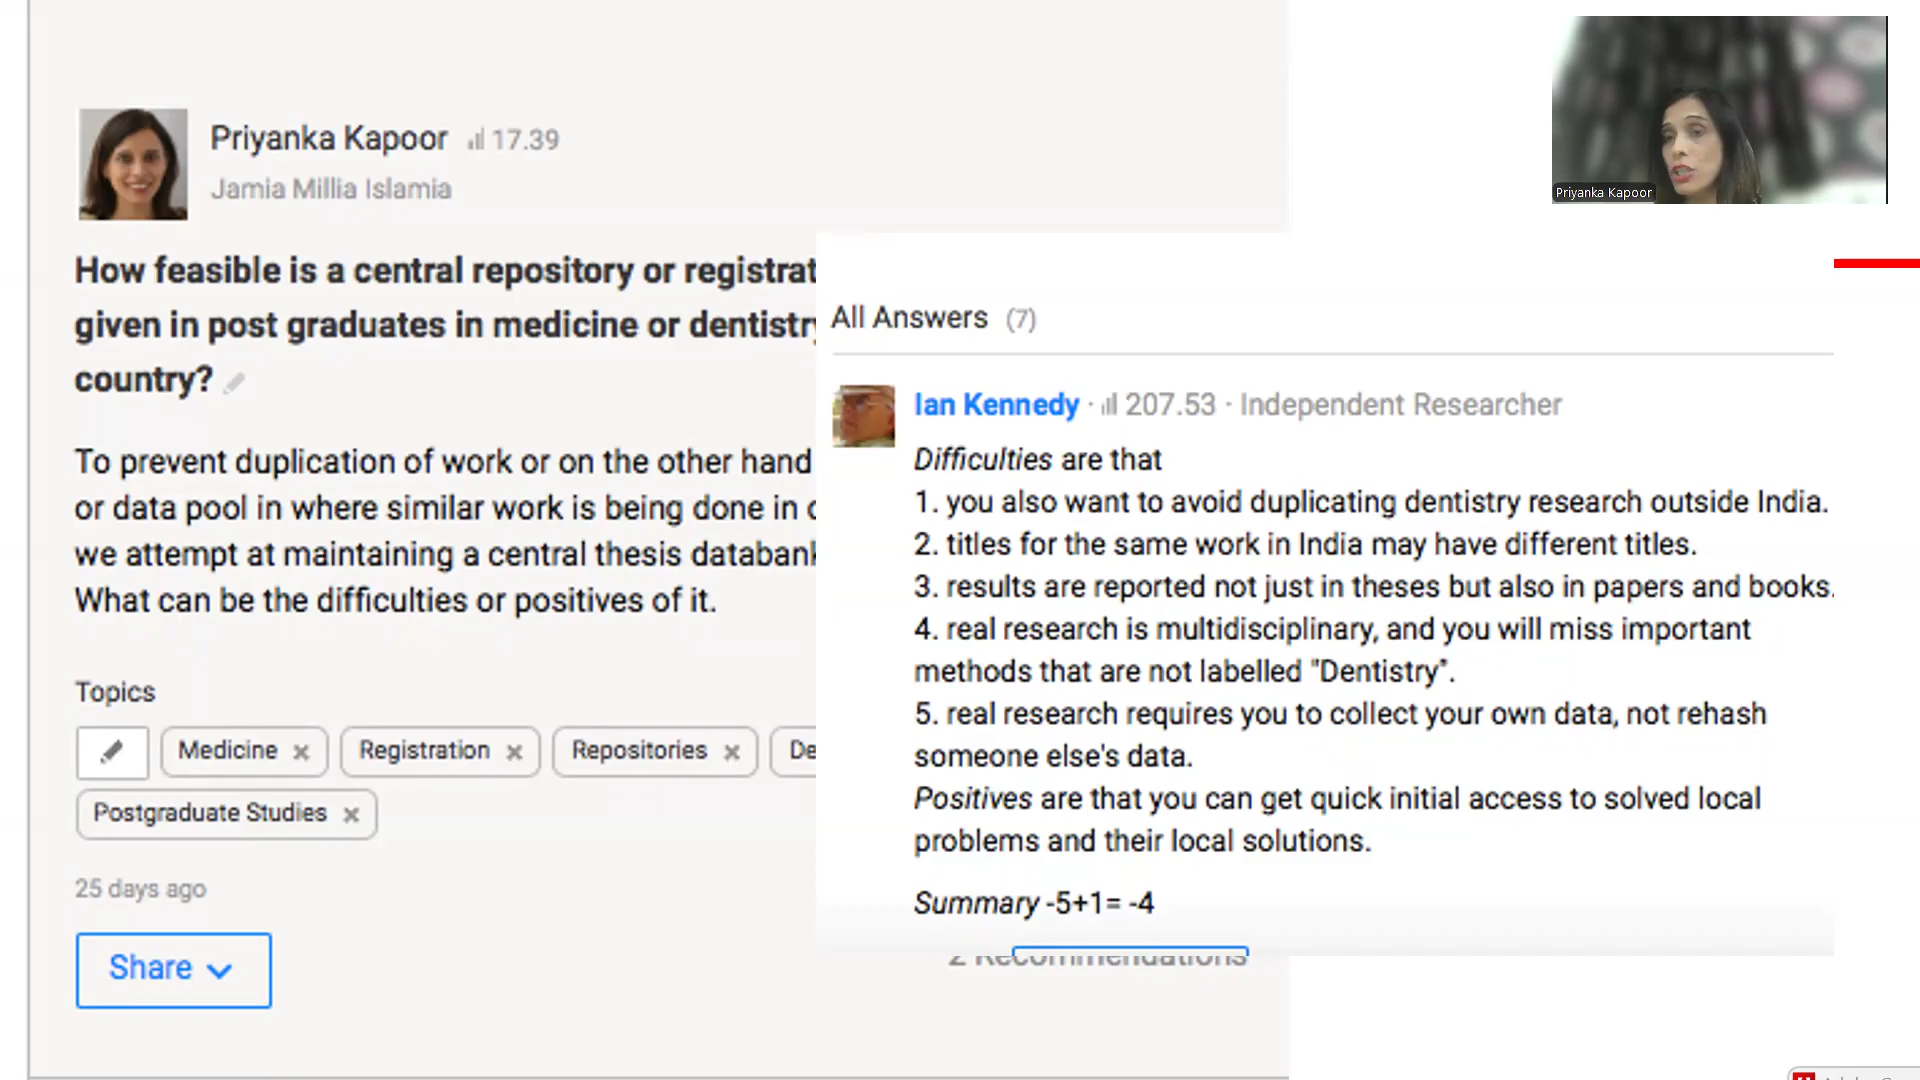 Priyanka Kapoor 17.39
Jamia Millia Islamia
How feasible is a central repository or registrat
given in post graduates in medicine or dentistry
country?
To prevent duplication of work or on the other hand
or data pool in where similar work is being done in
we attempt at maintaining a central thesis databank
What can be the difficulties or positives of it.
Topics
Medicine ×
Registration ×
Repositories ×
De
Postgraduate Studies ×
25 days ago
Share
All Answers (7)
Ian Kennedy · 207.53 · Independent Researcher
Difficulties are that
1. you also want to avoid duplicating dentistry research outside India.
2. titles for the same work in India may have different titles.
3. results are reported not just in theses but also in papers and books.
4. real research is multidisciplinary, and you will miss important
methods that are not labelled "Dentistry".
5. real research requires you to collect your own data, not rehash
someone else's data.
Positives are that you can get quick initial access to solved local
problems and their local solutions.
Summary -5+1= -4
2 Recommendations
Priyanka Kapoor